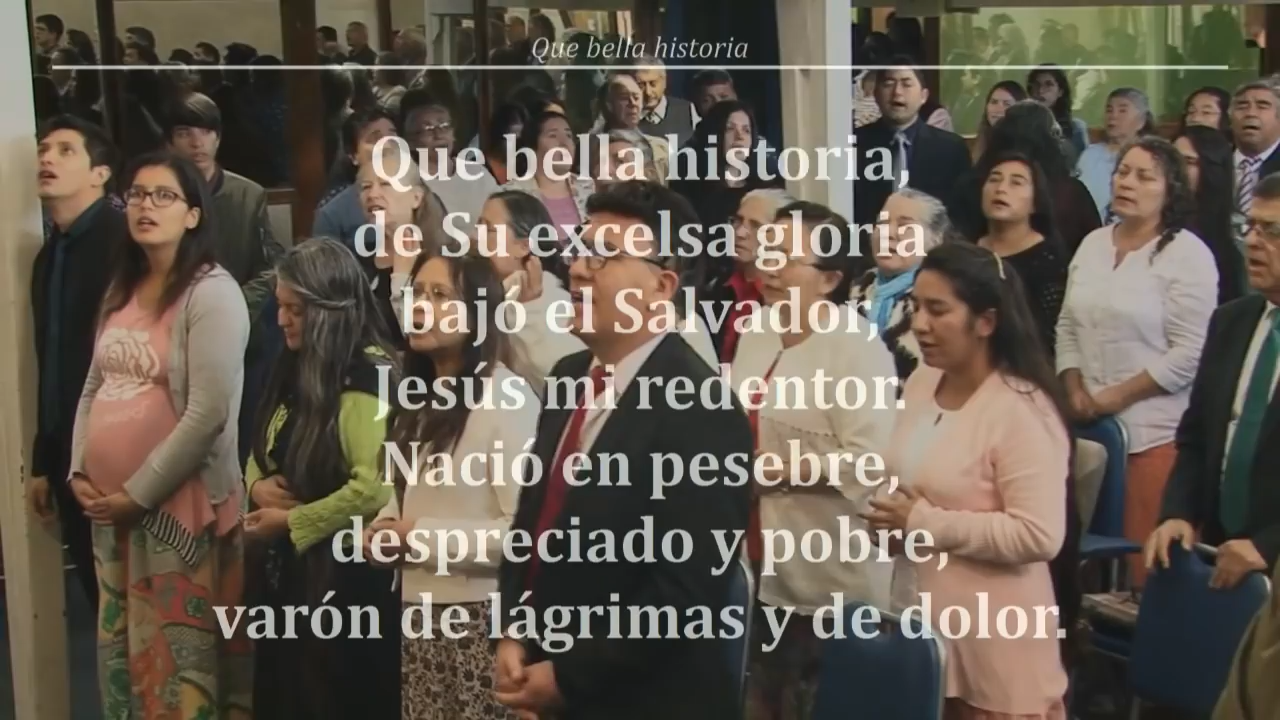 Que bella historia
Que bella historia,
de Su excelsa gloria
bajó el Salvador,
Jesús mi redentor.
Nació en pesebre,
despreciado y pobre,
varón de lágrimas y de dolor.